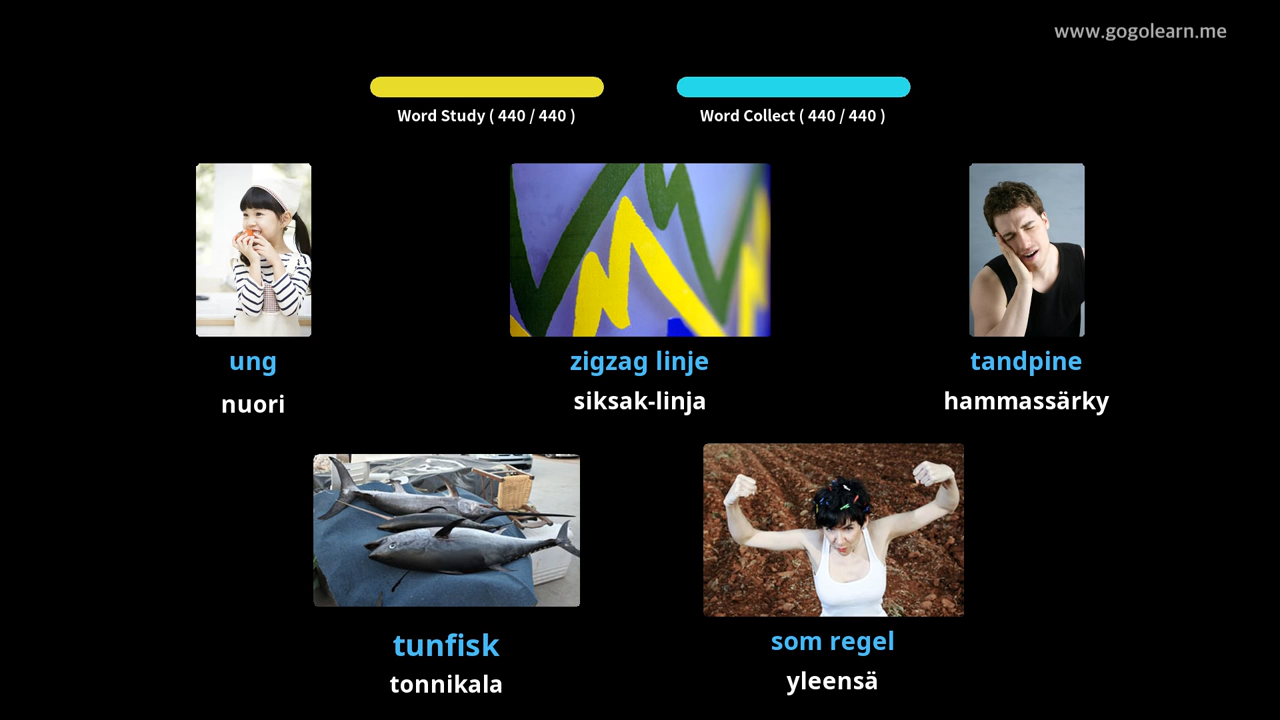 www.gogolearn.me
Word Study ( 440 / 440 )
Word Collect ( 440 / 440 )
ung
zigzag linje
tandpine
nuori
siksak-linja
hammassärky
tunfisk
som regel
tonnikala
yleensä